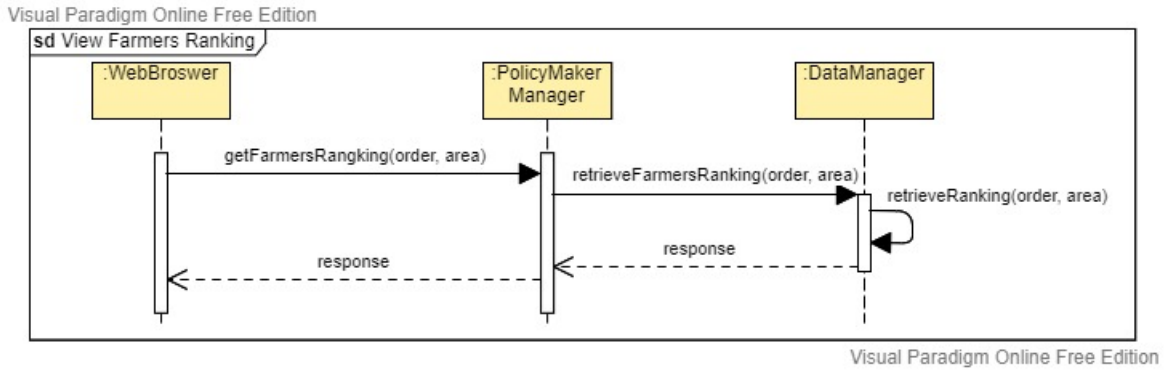 Visual Paradigm Online Free Edition
sd View Farmers Ranking
:WebBroswer
:PolicyMaker
Manager
:DataManager
getFarmersRangking(order, area)
retrieveFarmersRanking(order, area)
retrieveRanking(order, area)
response
response
Visual Paradigm Online Free Edition